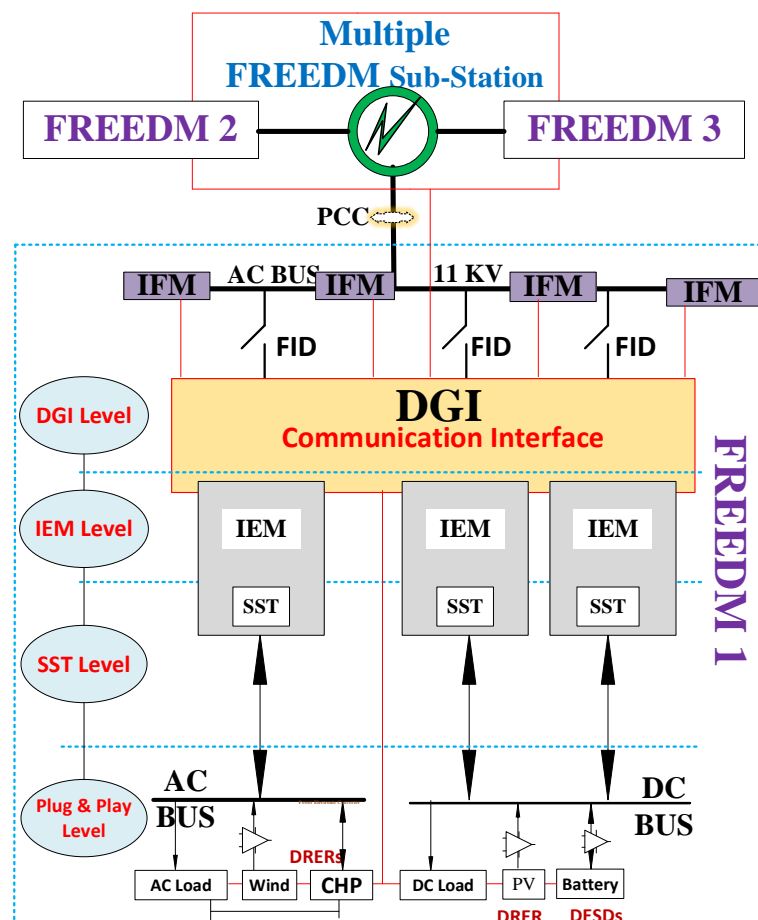 Multiple
FREEDM Sub-Station
FREEDM 2
FREEDM 3
PCC
IFM
AC BUS
IFM
11 KV
IFM
IFM
FID
FID
FID
DGI
Communication Interface
DGI Level
IEM Level
SST Level
Plug & Play
Level
FREEDM 1
IEM
IEM
IEM
SST
SST
SST
AC
BUS
DC
BUS
DRERs
AC Load
Wind
CHP
DC Load
PV
Battery
DRER
DESDs